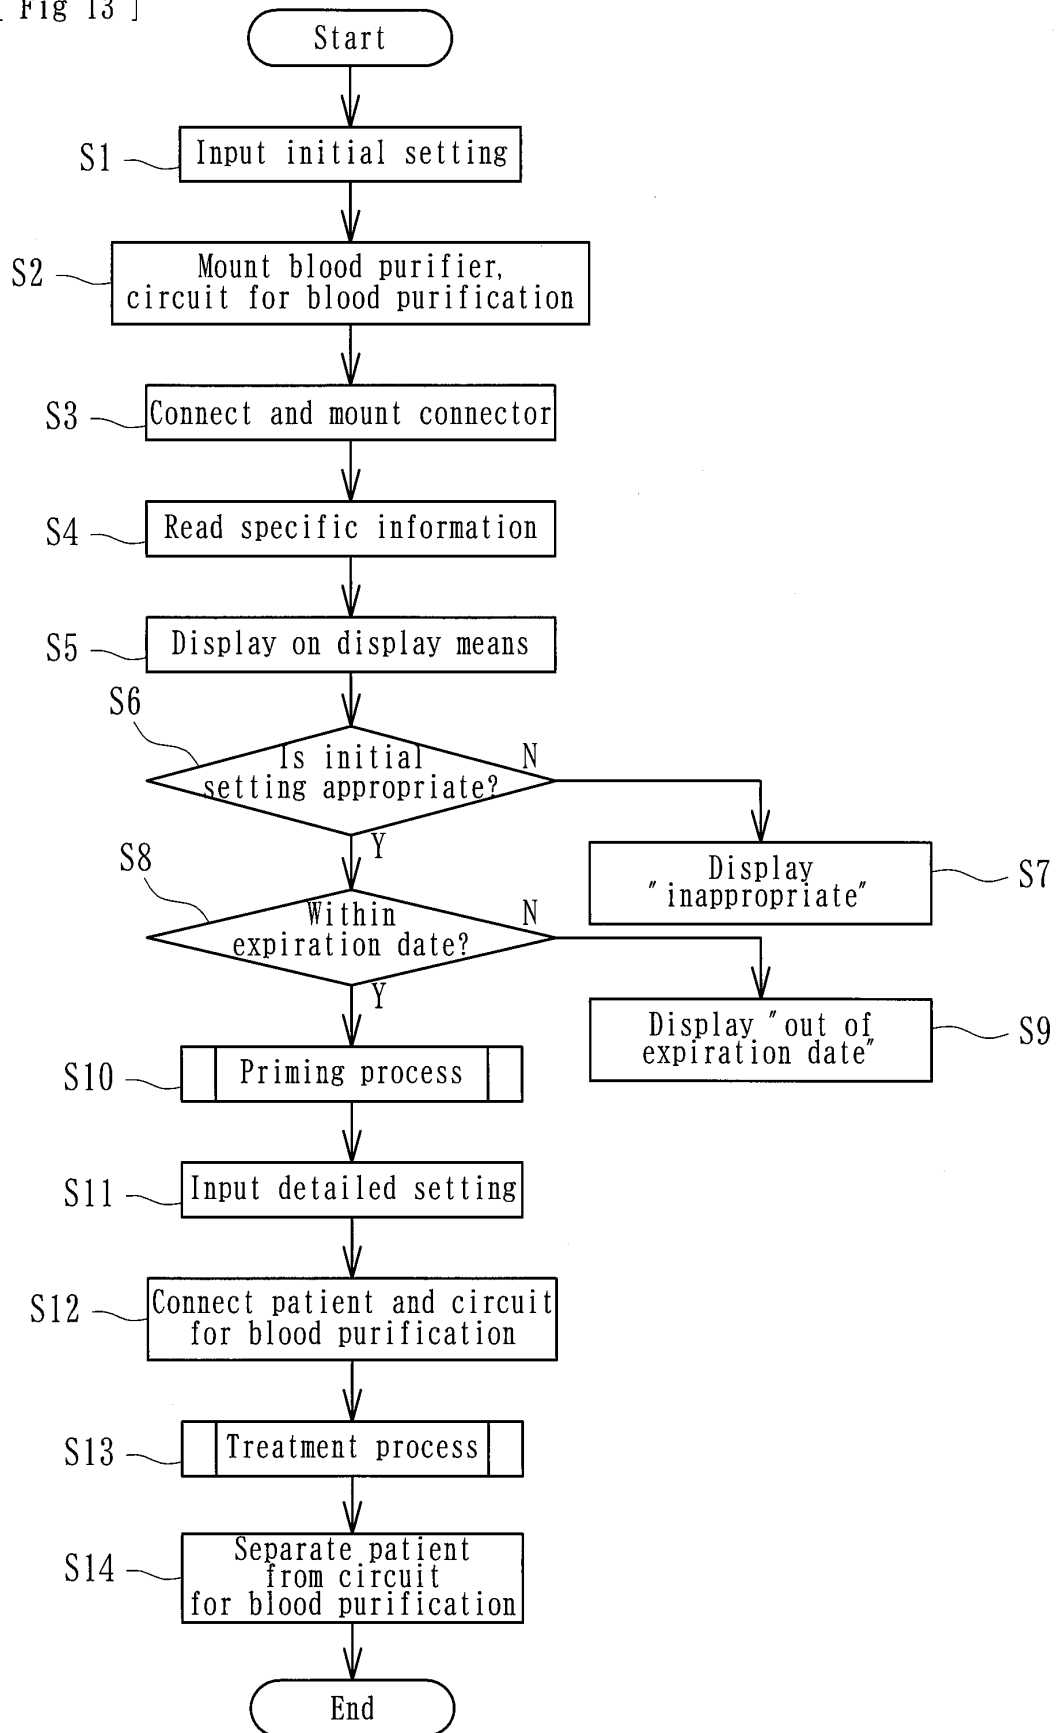 [ Fig 13 ]
Start
S1
Input initial setting
S2
Mount blood purifier,
circuit for blood purification
S3
Connect and mount connector
S4
Read specific information
S5
Display on display means
S6
Is initial
setting appropriate?
N
Y
Display
"inappropriate"
S7
S8
Within
expiration date?
N
Y
Display "out of
expiration date"
S9
S10
Priming process
S11
Input detailed setting
S12
Connect patient and circuit
for blood purification
S13
Treatment process
S14
Separate patient
from circuit
for blood purification
End